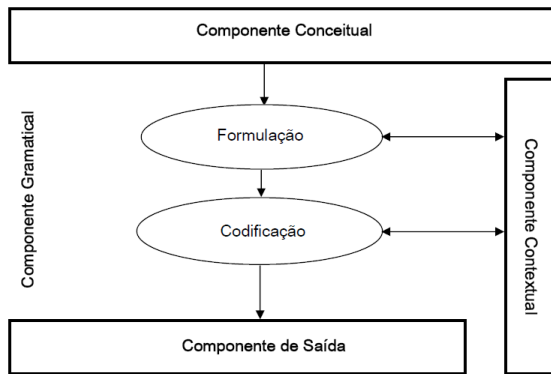 Componente Conceitual
Formulação
Componente Gramatical
Componente Contextual
Codificação
Componente de Saída